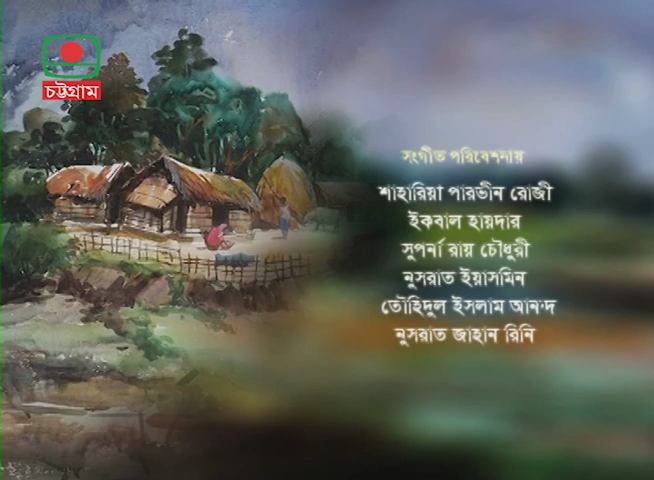 চট্টগ্রাম
সংগীত পরিবেশনায়
শাহারিয়া পারভীন রোজী
ইকবাল হায়দার
সুপর্না রায় চৌধুরী
নুসরাত ইয়াসমিন
তৌহিদুল ইসলাম আনন্দ
নুসরাত জাহান রিনি